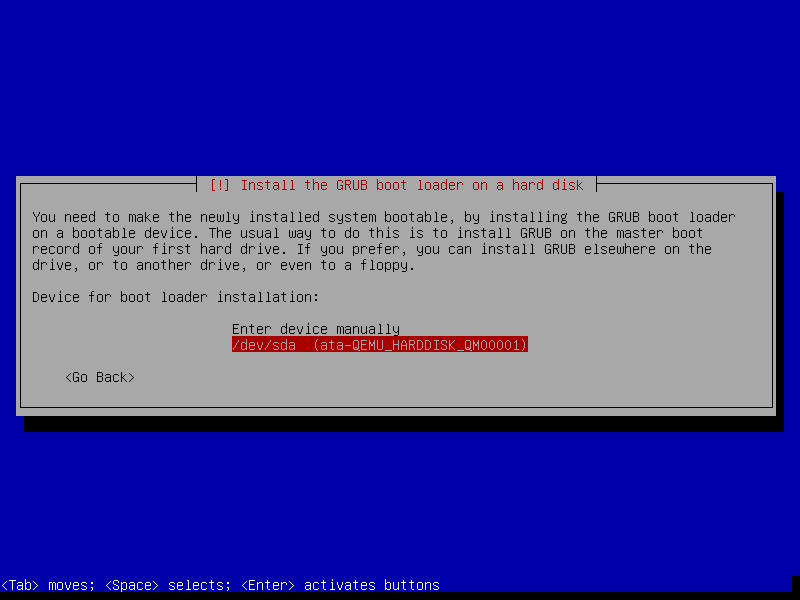 [!] Install the GRUB boot loader on a hard disk
You need to make the newly installed system bootable, by installing the GRUB boot loader
on a bootable device. The usual way to do this is to install GRUB on the master boot
record of your first hard drive. If you prefer, you can install GRUB elsewhere on the
drive, or to another drive, or even to a floppy.
Device for boot loader installation:
Enter device manually
/dev/sda  (ata-QEMU_HARDDISK_QM00001)
<Go Back>
<Tab> moves; <Space> selects; <Enter> activates buttons